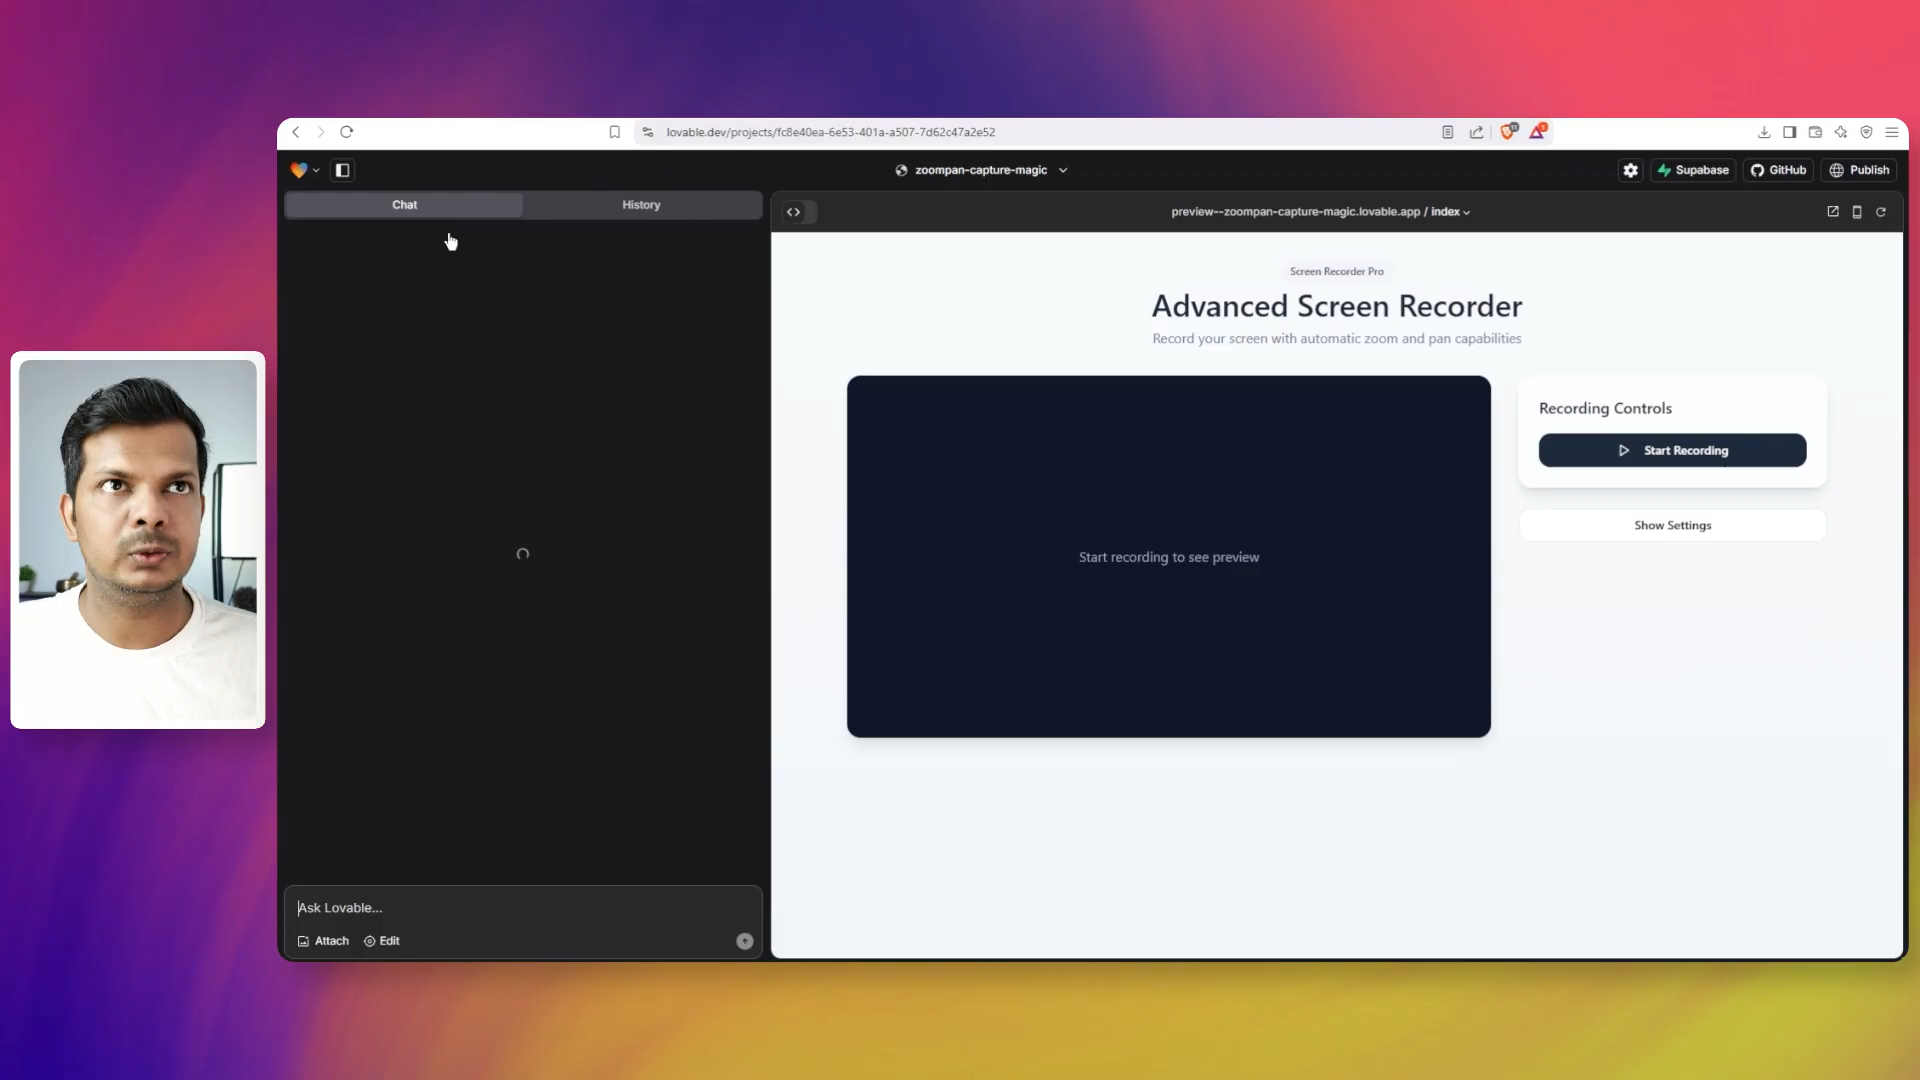 lovable.dev/projects/fc8e40ea-6e53-401a-a507-7d62c47a2e52
zoompan-capture-magic
Supabase
GitHub
Publish
Chat
History
preview--zoompan-capture-magic.lovable.app / index
Screen Recorder Pro
Advanced Screen Recorder
Record your screen with automatic zoom and pan capabilities
Recording Controls
Start Recording
Show Settings
Start recording to see preview
Ask Lovable...
Attach
Edit